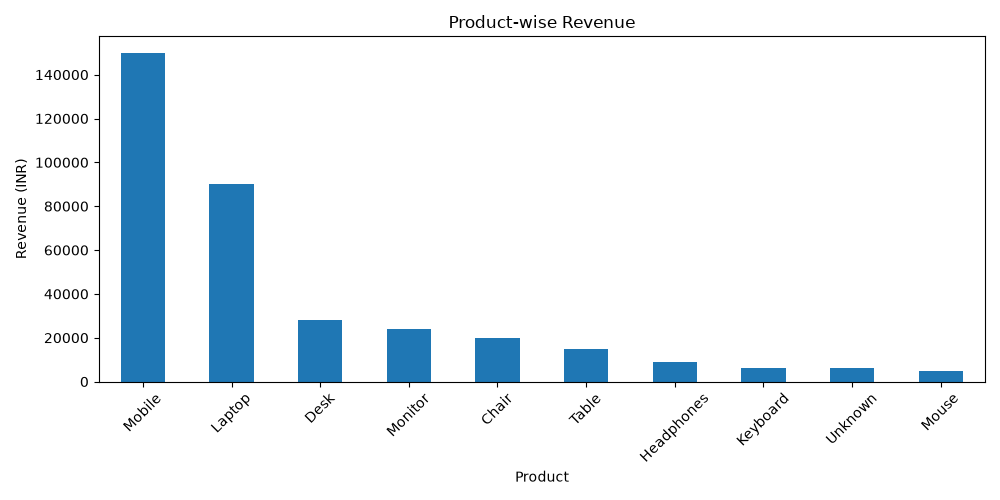 Product-wise Revenue
Revenue (INR)
140000
120000
100000
80000
60000
40000
20000
0
Mobile
Laptop
Desk
Monitor
Chair
Table
Headphones
Keyboard
Unknown
Mouse
Product